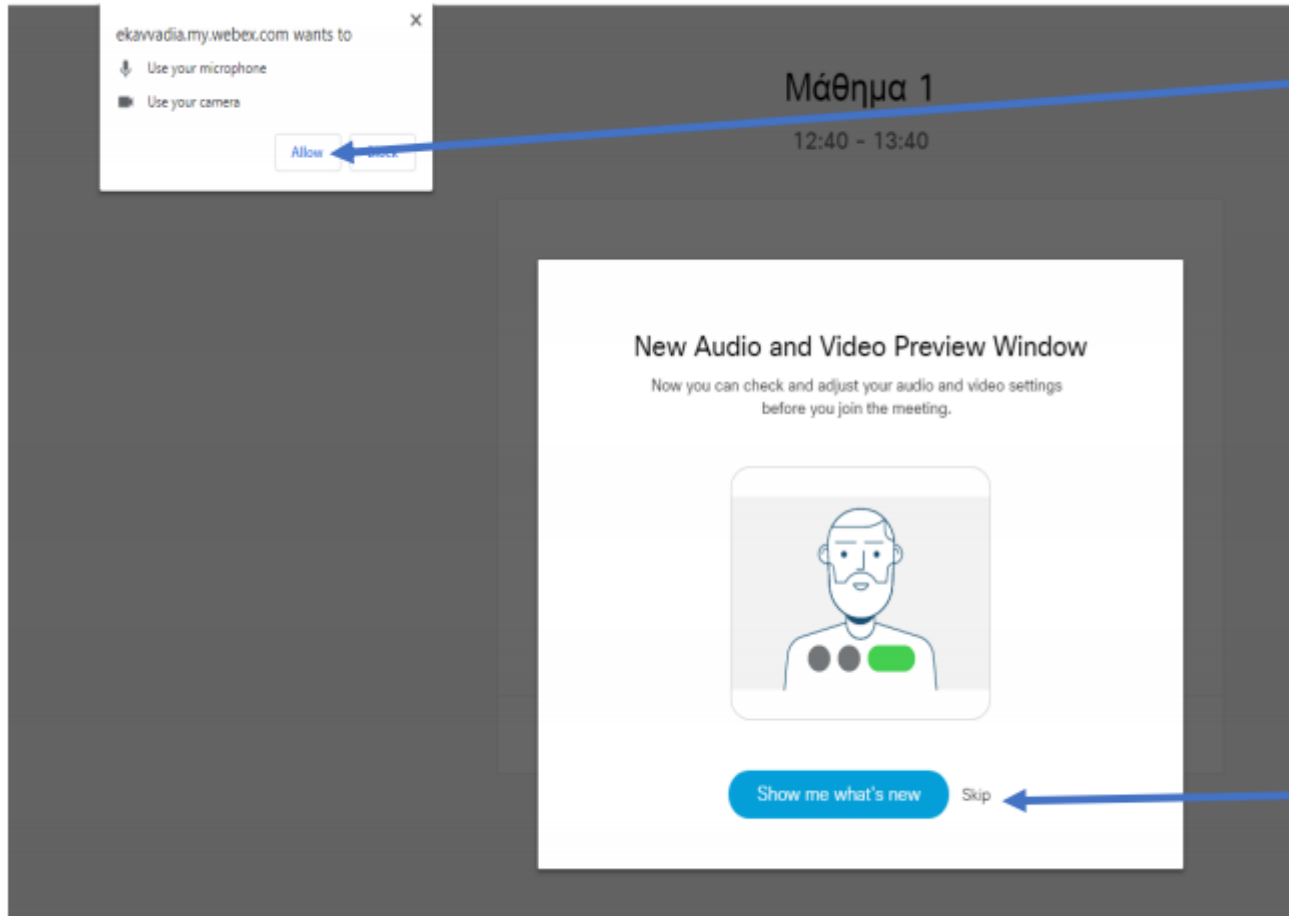 ekavvadia.my.webex.com wants to
Use your microphone
Use your camera
Allow
Μάθημα 1
12:40 - 13:40
New Audio and Video Preview Window
Now you can check and adjust your audio and video settings
before you join the meeting.
Show me what's new
Skip